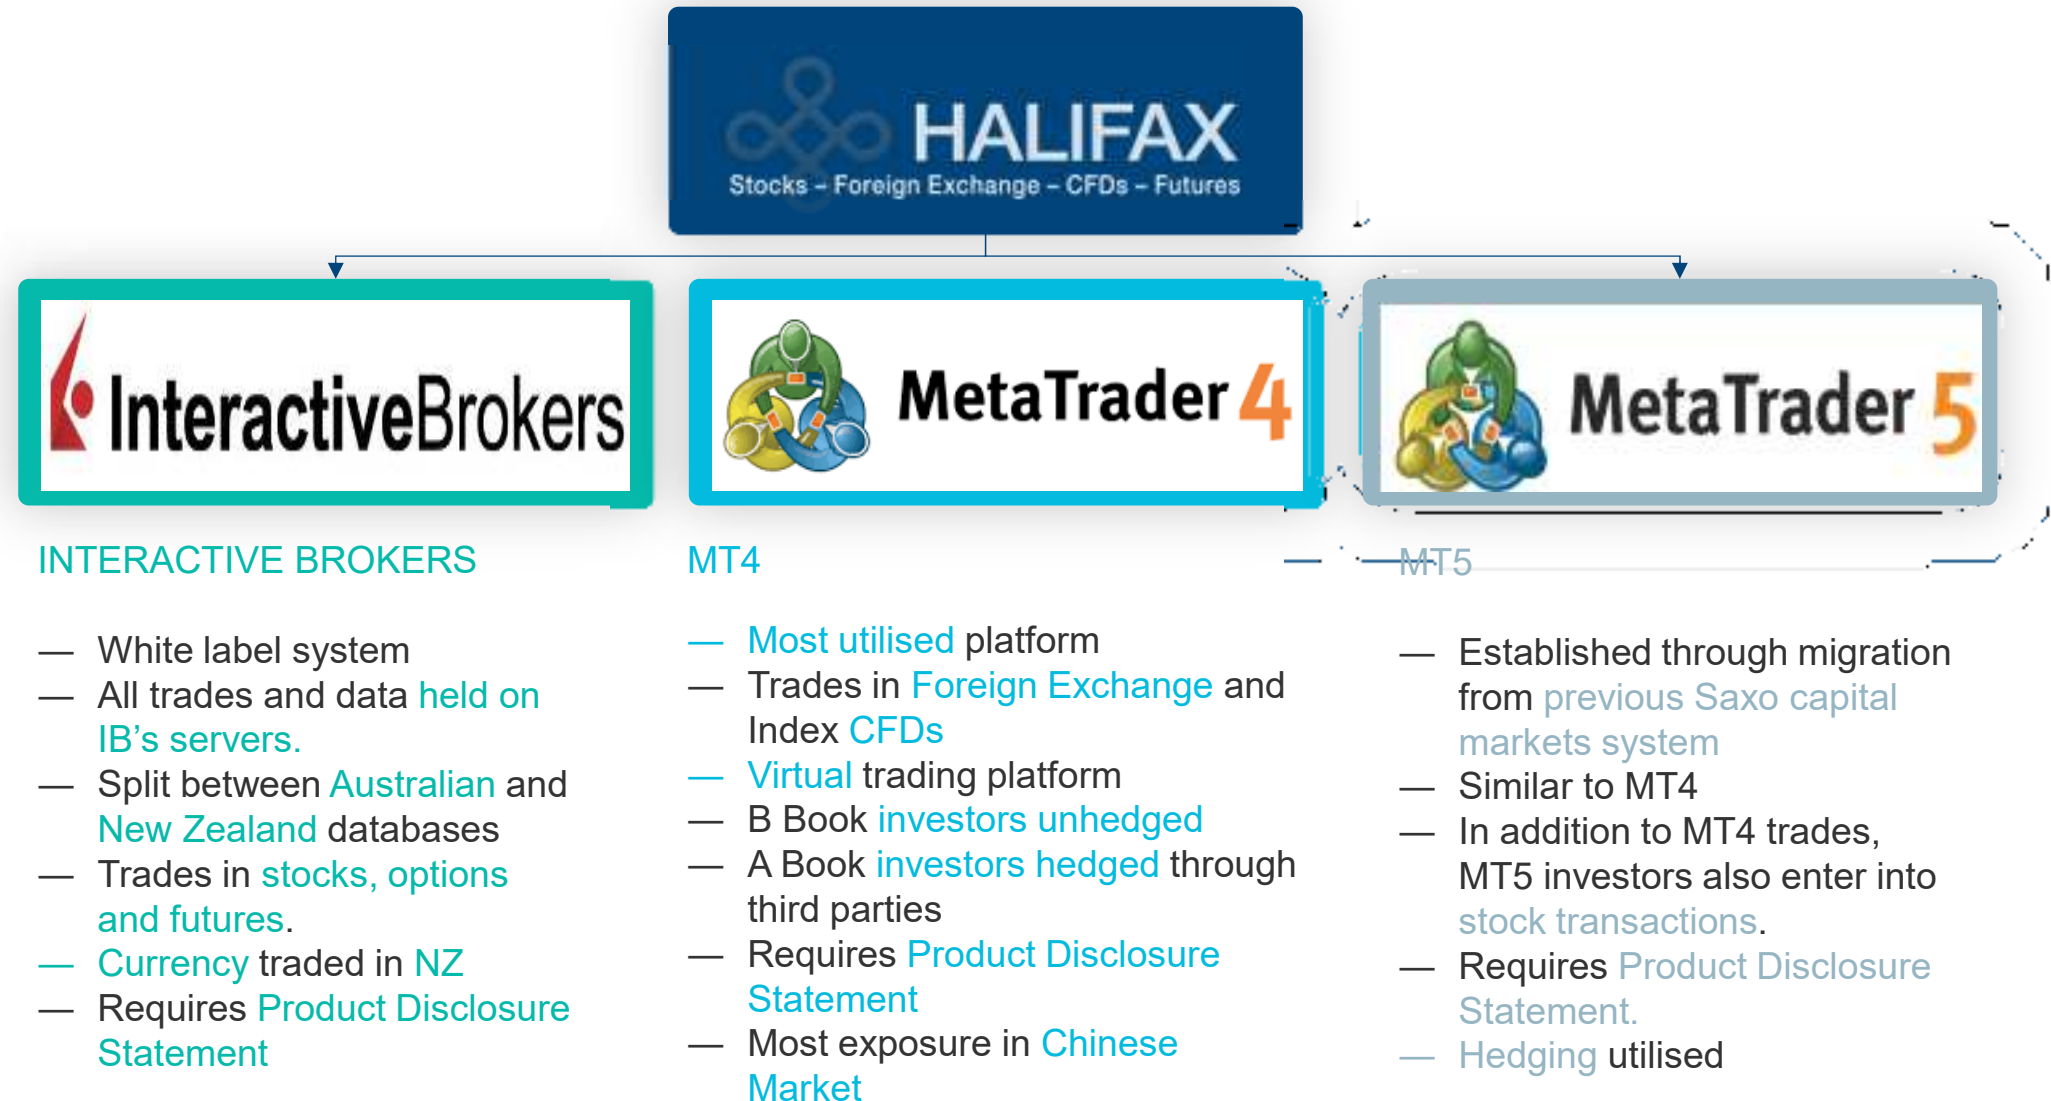 HALIFAX
Stocks – Foreign Exchange – CFDs – Futures
InteractiveBrokers
MetaTrader 4
MetaTrader 5
INTERACTIVE BROKERS
— White label system
— All trades and data held on
IB’s servers.
— Split between Australian and
New Zealand databases
— Trades in stocks, options
and futures.
— Currency traded in NZ
— Requires Product Disclosure
Statement
MT4
— Most utilised platform
— Trades in Foreign Exchange and
Index CFDs
— Virtual trading platform
— B Book investors unhedged
— A Book investors hedged through
third parties
— Requires Product Disclosure
Statement
— Most exposure in Chinese
Market
MT5
— Established through migration
from previous Saxo capital
markets system
— Similar to MT4
— In addition to MT4 trades,
MT5 investors also enter into
stock transactions.
— Requires Product Disclosure
Statement.
— Hedging utilised